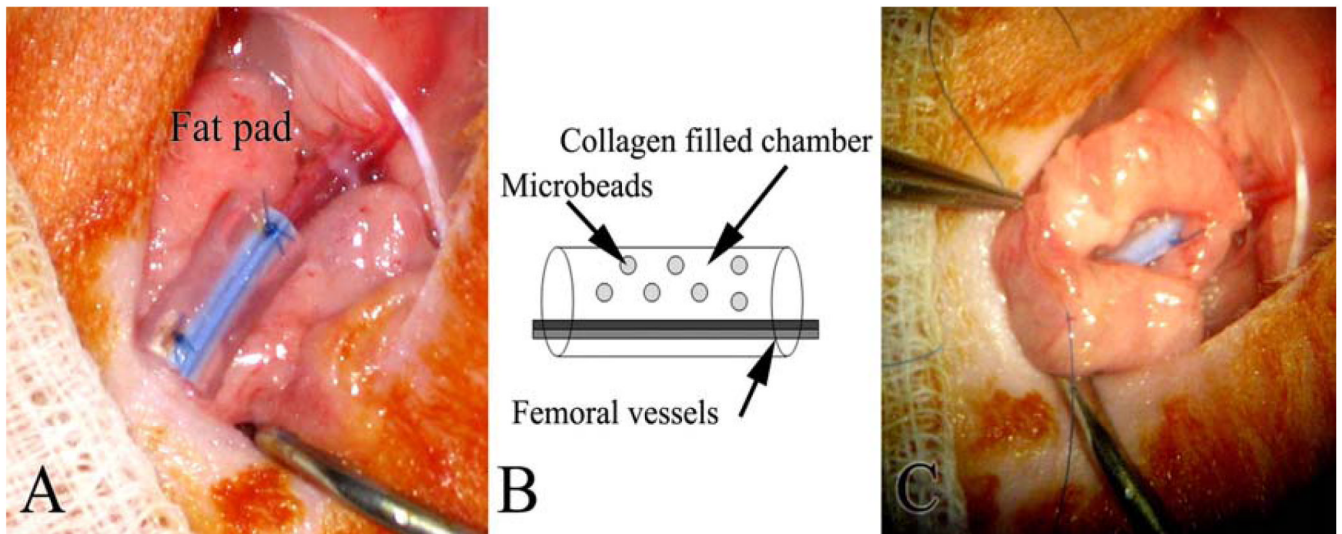 Fat pad
A
Collagen filled chamber
Microbeads
Femoral vessels
B
C